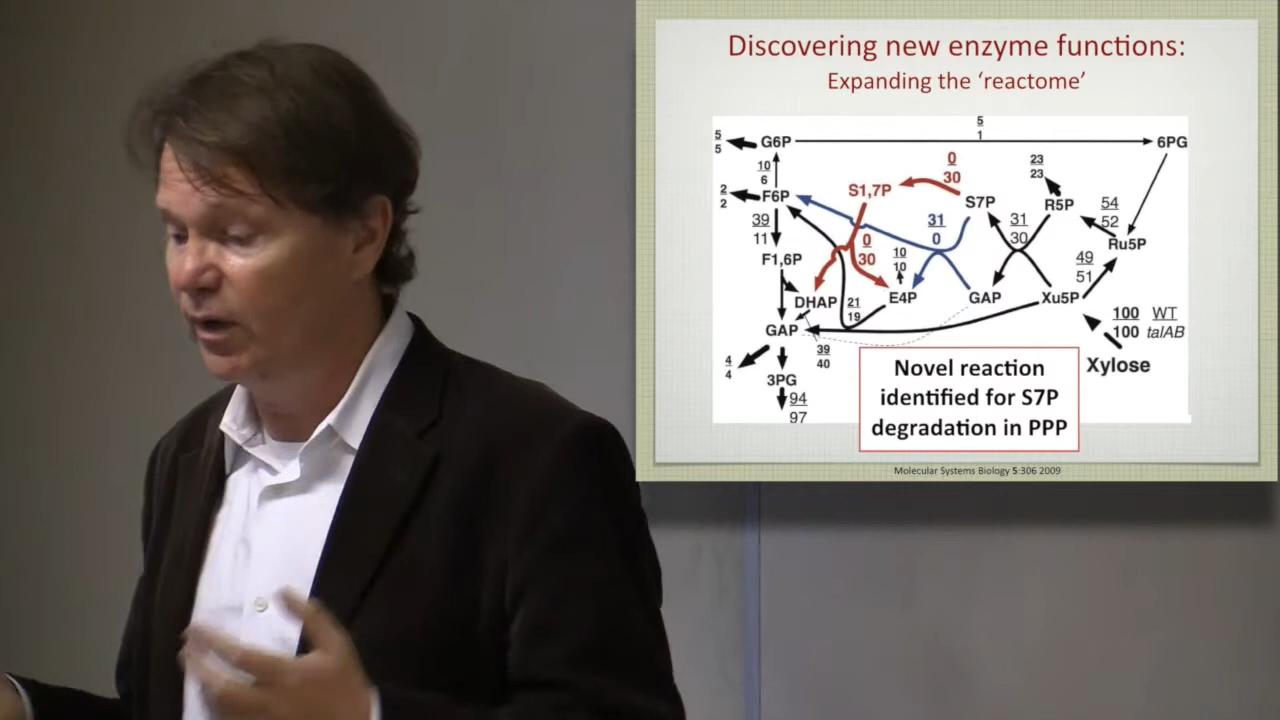 Discovering new enzyme functions:
Expanding the ‘reactome’
5
1
5
5
G6P
6PG
10
6
0
30
23
23
2
2
F6P
S1,7P
S7P
R5P
54
52
39
11
31
0
31
30
Ru5P
0
30
10
10
49
51
F1,6P
DHAP
21
19
E4P
GAP
Xu5P
100 WT
100 talAB
GAP
39
40
Xylose
4
4
3PG
94
97
Novel reaction
identified for S7P
degradation in PPP
Molecular Systems Biology 5:306 2009